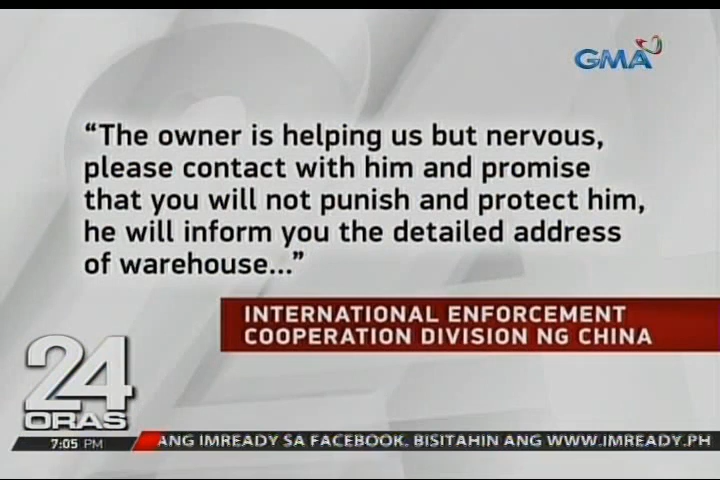 GMA
“The owner is helping us but nervous,
please contact with him and promise
that you will not punish and protect him,
he will inform you the detailed address
of warehouse...”
INTERNATIONAL ENFORCEMENT
COOPERATION DIVISION NG CHINA
24
ORAS
7:05 PM
ANG IMREADY SA FACEBOOK. BISITAHIN ANG WWW.IMREADY.PH